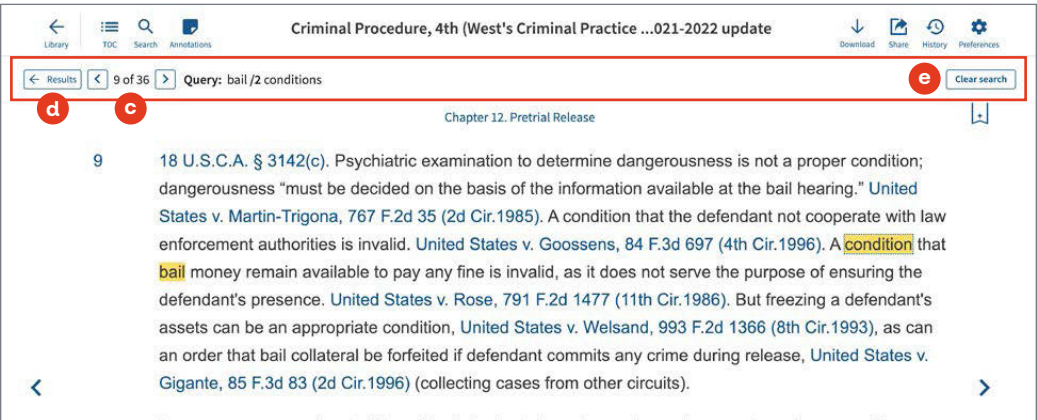 Library
TOC
Search
Annotations
Criminal Procedure, 4th (West's Criminal Practice ...021-2022 update
Download
Share
History
Preferences
← Results
9 of 36
Query: bail /2 conditions
Clear search
d
c
e
Chapter 12. Pretrial Release
9
18 U.S.C.A. § 3142(c). Psychiatric examination to determine dangerousness is not a proper condition;
dangerousness “must be decided on the basis of the information available at the bail hearing.” United
States v. Martin-Trigona, 767 F.2d 35 (2d Cir.1985). A condition that the defendant not cooperate with law
enforcement authorities is invalid. United States v. Goossens, 84 F.3d 697 (4th Cir.1996). A condition that
bail money remain available to pay any fine is invalid, as it does not serve the purpose of ensuring the
defendant's presence. United States v. Rose, 791 F.2d 1477 (11th Cir.1986). But freezing a defendant's
assets can be an appropriate condition, United States v. Welsand, 993 F.2d 1366 (8th Cir.1993), as can
an order that bail collateral be forfeited if defendant commits any crime during release, United States v.
Gigante, 85 F.3d 83 (2d Cir.1996) (collecting cases from other circuits).